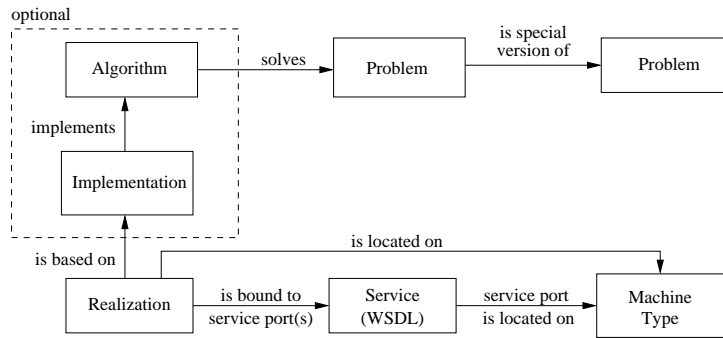 optional
Algorithm
solves
Problem
is special
version of
Problem
implements
Implementation
is based on
is located on
Realization
is bound to
service port(s)
Service
(WSDL)
service port
is located on
Machine
Type